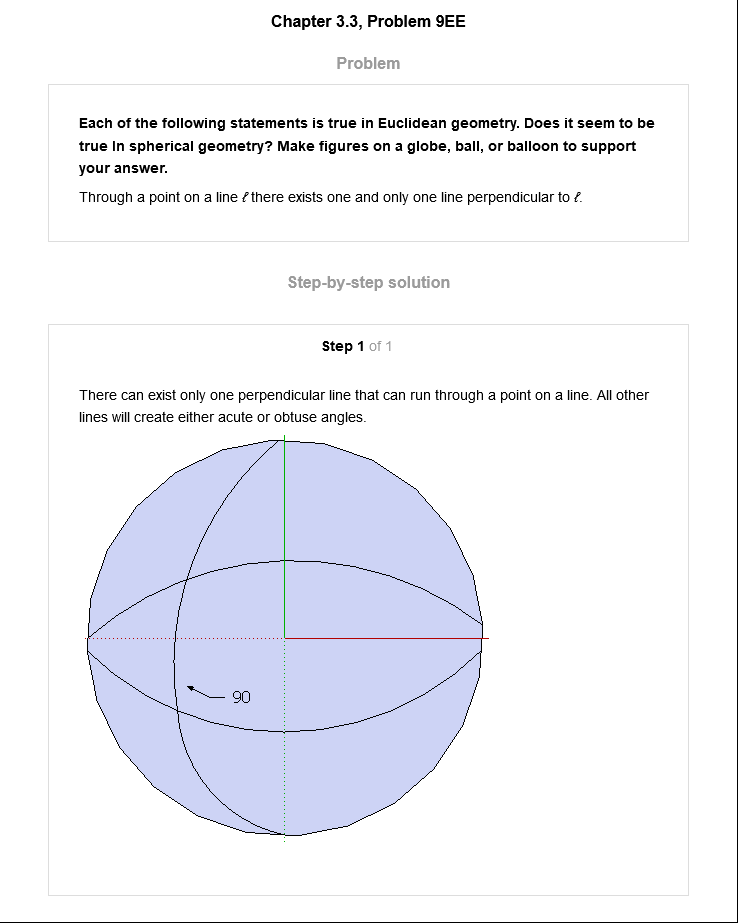 Chapter 3.3, Problem 9EE
Problem
Each of the following statements is true in Euclidean geometry. Does it seem to be
true in spherical geometry? Make figures on a globe, ball, or balloon to support
your answer.
Through a point on a line ℓ there exists one and only one line perpendicular to ℓ.
Step-by-step solution
Step 1 of 1
There can exist only one perpendicular line that can run through a point on a line. All other
lines will create either acute or obtuse angles.
90